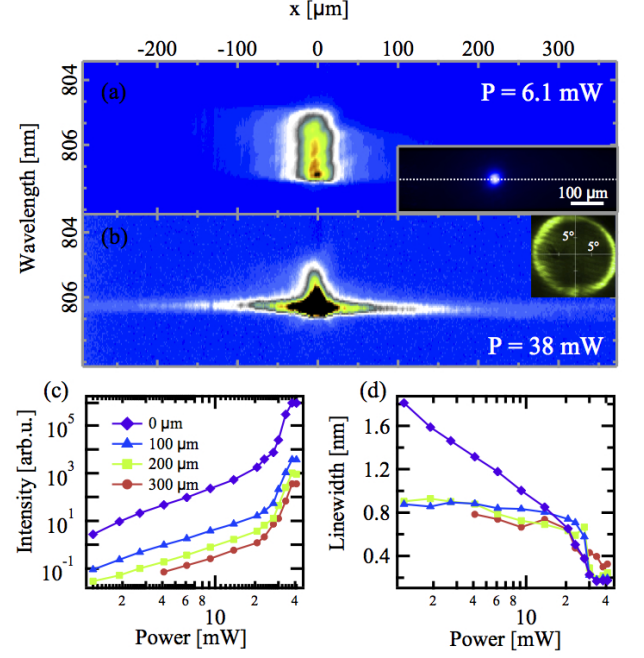 x [µm]
-200 -100 0 100 200 300
Wavelength [nm]
804
(a)
P = 6.1 mW
806
100 µm
804
(b)
5°
5°
806
P = 38 mW
(c)
Intensity [arb.u.]
10^5
10^3
10^1
10^-1
0 µm
100 µm
200 µm
300 µm
2 4 6 8 10 2 4
Power [mW]
(d)
Linewidth [nm]
1.6
1.2
0.8
0.4
2 4 6 8 10 2 4
Power [mW]